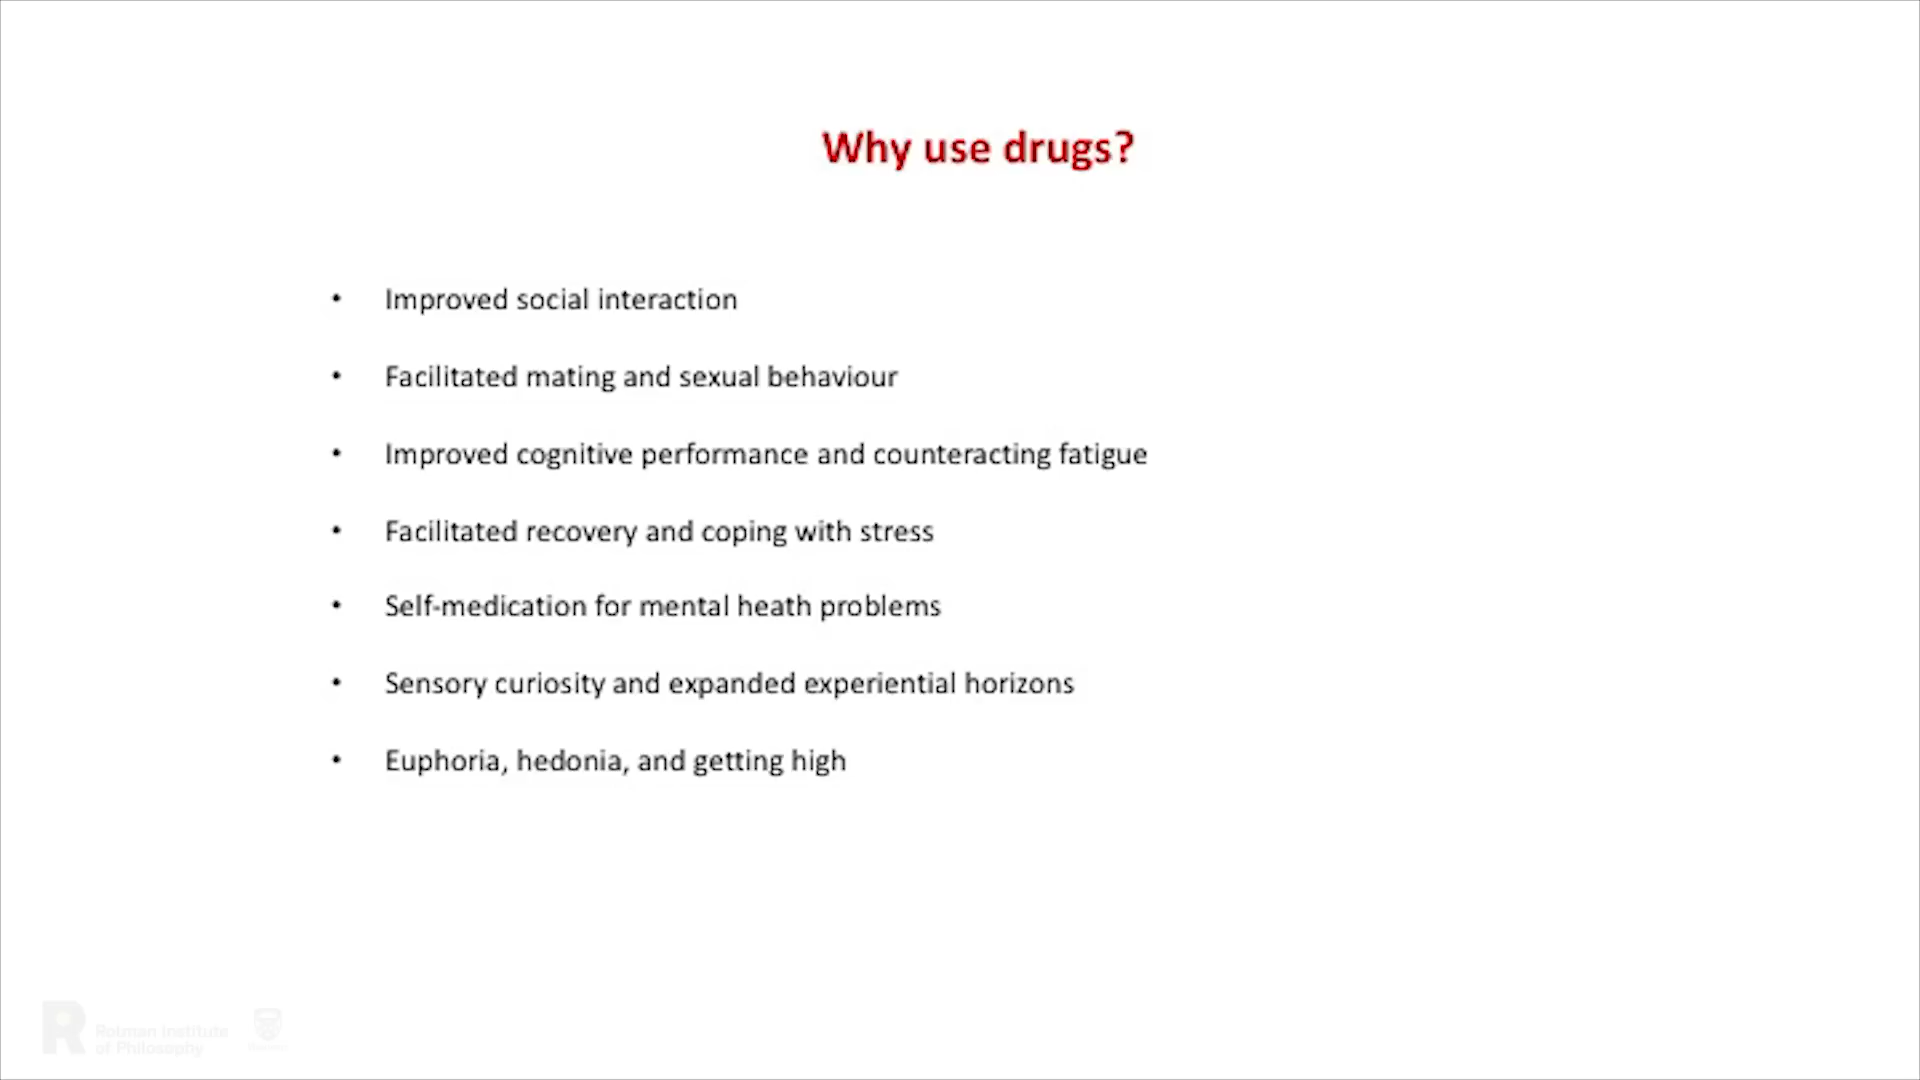 Why use drugs?
• Improved social interaction
• Facilitated mating and sexual behaviour
• Improved cognitive performance and counteracting fatigue
• Facilitated recovery and coping with stress
• Self-medication for mental heath problems
• Sensory curiosity and expanded experiential horizons
• Euphoria, hedonia, and getting high
R
Rotman Institute
of Philosophy